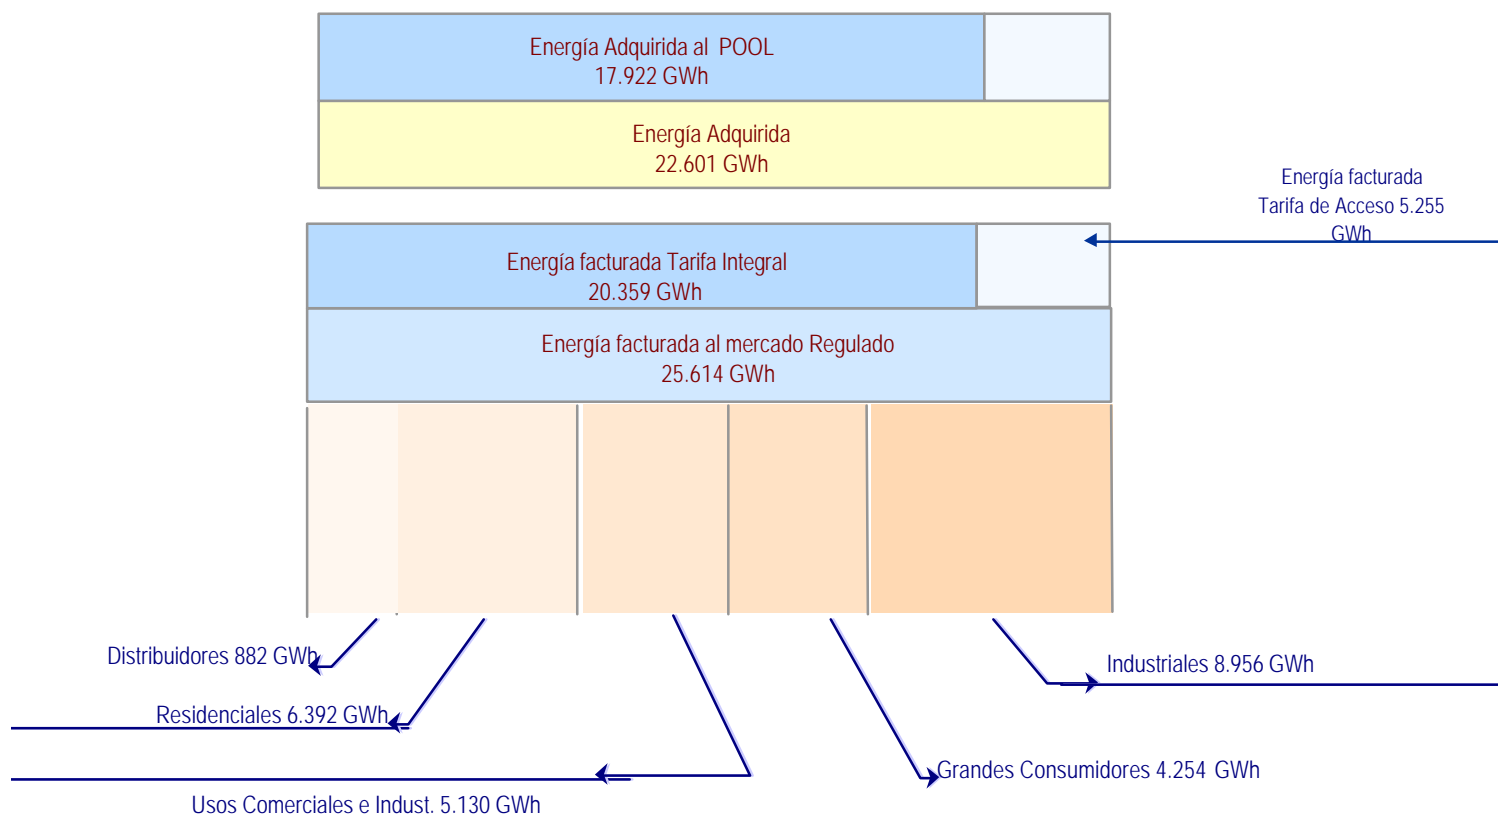 Energía Adquirida al POOL
17.922 GWh
Energía Adquirida
22.601 GWh
Energía facturada
Tarifa de Acceso 5.255
GWh
Energía facturada Tarifa Integral
20.359 GWh
Energía facturada al mercado Regulado
25.614 GWh
Distribuidores 882 GWh
Industriales 8.956 GWh
Residenciales 6.392 GWh
Grandes Consumidores 4.254 GWh
Usos Comerciales e Indust. 5.130 GWh